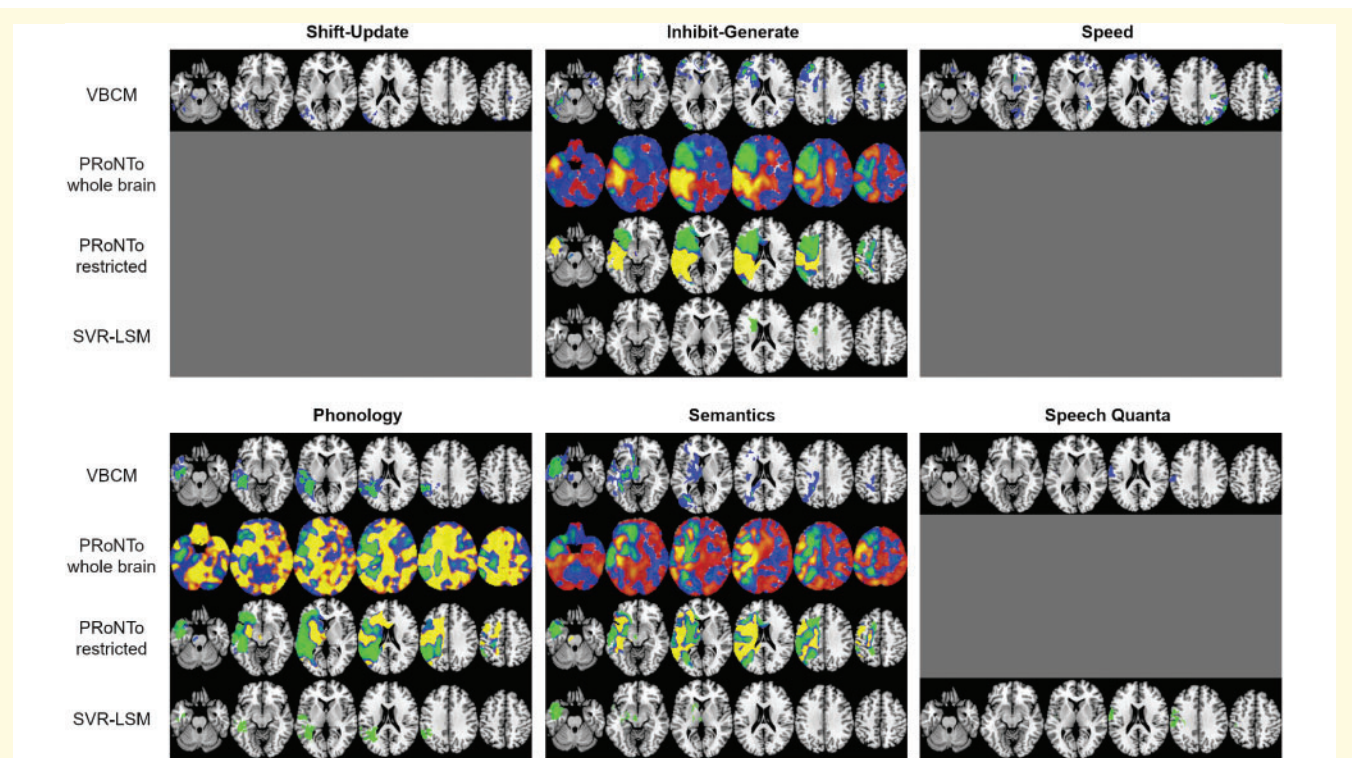 Shift-Update
Inhibit-Generate
Speed
VBCM
PRoNTo
whole brain
PRoNTo
restricted
SVR-LSM
Phonology
Semantics
Speech Quanta
VBCM
PRoNTo
whole brain
PRoNTo
restricted
SVR-LSM